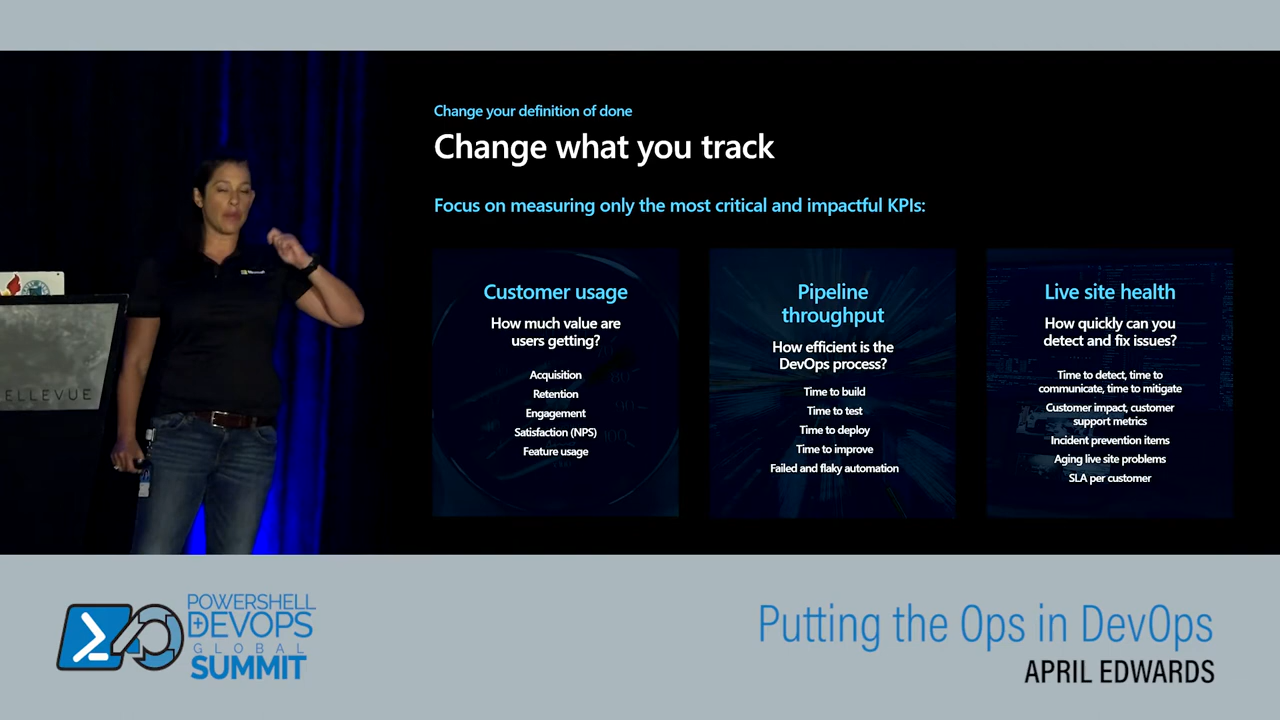 Change your definition of done
Change what you track
Focus on measuring only the most critical and impactful KPIs:
Customer usage
How much value are
users getting?
Acquisition
Retention
Engagement
Satisfaction (NPS)
Feature usage
Pipeline
throughput
How efficient is the
DevOps process?
Time to build
Time to test
Time to deploy
Time to improve
Failed and flaky automation
Live site health
How quickly can you
detect and fix issues?
Time to detect, time to
communicate, time to mitigate
Customer impact, customer
support metrics
Incident prevention items
Aging live site problems
SLA per customer
Microsoft
ELLEVUE
POWERSHELL
+DEVOPS
GLOBAL
SUMMIT
Putting the Ops in DevOps
APRIL EDWARDS